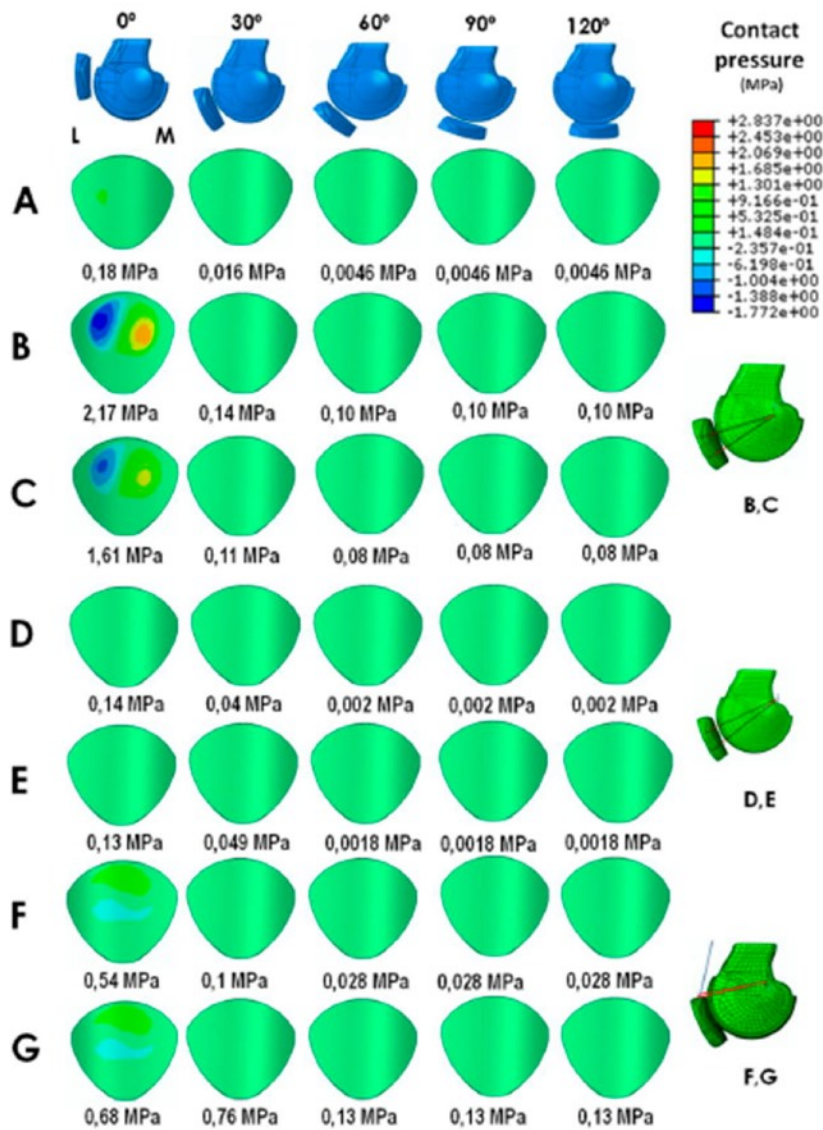 0º 30º 60º 90º 120º
Contact
pressure
(MPa)
L M
+2.837e+00
+2.453e+00
+2.069e+00
+1.685e+00
+1.301e+00
+9.166e-01
+5.325e-01
+1.484e-01
-2.357e-01
-6.198e-01
-1.004e+00
-1.388e+00
-1.772e+00
A
0,18 MPa 0,016 MPa 0,0046 MPa 0,0046 MPa 0,0046 MPa
B
2,17 MPa 0,14 MPa 0,10 MPa 0,10 MPa 0,10 MPa
C
1,61 MPa 0,11 MPa 0,08 MPa 0,08 MPa 0,08 MPa
B,C
D
0,14 MPa 0,04 MPa 0,002 MPa 0,002 MPa 0,002 MPa
E
0,13 MPa 0,049 MPa 0,0018 MPa 0,0018 MPa 0,0018 MPa
D,E
F
0,54 MPa 0,1 MPa 0,028 MPa 0,028 MPa 0,028 MPa
G
0,68 MPa 0,76 MPa 0,13 MPa 0,13 MPa 0,13 MPa
F,G